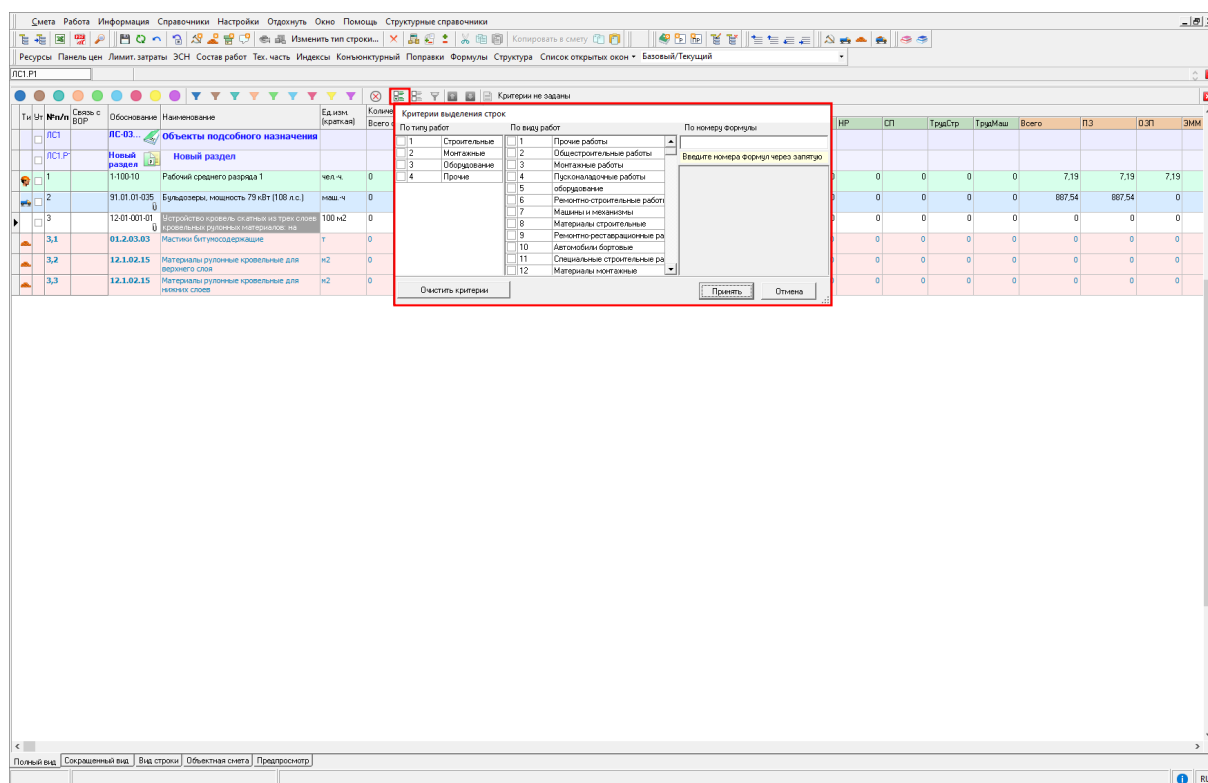 Смета Работа Информация Справочники Настройки Отдохнуть Окно Помощь Структурные справочники
Изменить тип строки... Копировать в смету
Ресурсы Панель цен Лимит. затраты ЭСН Состав работ Тех. часть Индексы Конъюнктурный Поправки Формулы Структура Список открытых окон Базовый/Текущий
ЛС1.Р1
Критерии не заданы
Ти Уг №п/п Связь с ВОР Обоснование Наименование Ед.изм. (краткая) Количе
Всего с
НР СП ТрудСтр ТрудМаш Всего ПЗ ОЗП ЭММ
ЛС1 ЛС-03... Объекты подсобного назначения
ЛС1.Р Новый раздел Новый раздел
1 1-100-10 Рабочий среднего разряда 1 чел.-ч. 0 0 0 0 0 7,19 7,19 7,19
2 91.01.01-035 Бульдозеры, мощность 79 кВт (108 л.с.) маш.-ч 0 0 0 0 0 887,54 887,54 0
3 12-01-001-01 Устройство кровель скатных из трех слоев кровельных рулонных материалов: на 100 м2 0 0 0 0 0 0 0 0
3,1 01.2.03.03 Мастики битумосодержащие т 0 0 0 0 0 0 0 0
3,2 12.1.02.15 Материалы рулонные кровельные для верхнего слоя м2 0 0 0 0 0 0 0 0
3,3 12.1.02.15 Материалы рулонные кровельные для нижних слоев м2 0 0 0 0 0 0 0 0
Критерии выделения строк
По типу работ По виду работ По номеру формулы
1 Строительные 1 Прочие работы
2 Монтажные 2 Общестроительные работы Введите номера формул через запятую
3 Оборудование 3 Монтажные работы
4 Прочие 4 Пусконаладочные работы
5 оборудование
6 Ремонтно-строительные работы
7 Машины и механизмы
8 Материалы строительные
9 Ремонтно-реставрационные ра
10 Автомобили бортовые
11 Специальные строительные ра
12 Материалы монтажные
Очистить критерии Принять Отмена
Полный вид Сокращенный вид Вид строки Объектная смета Предпросмотр
RU